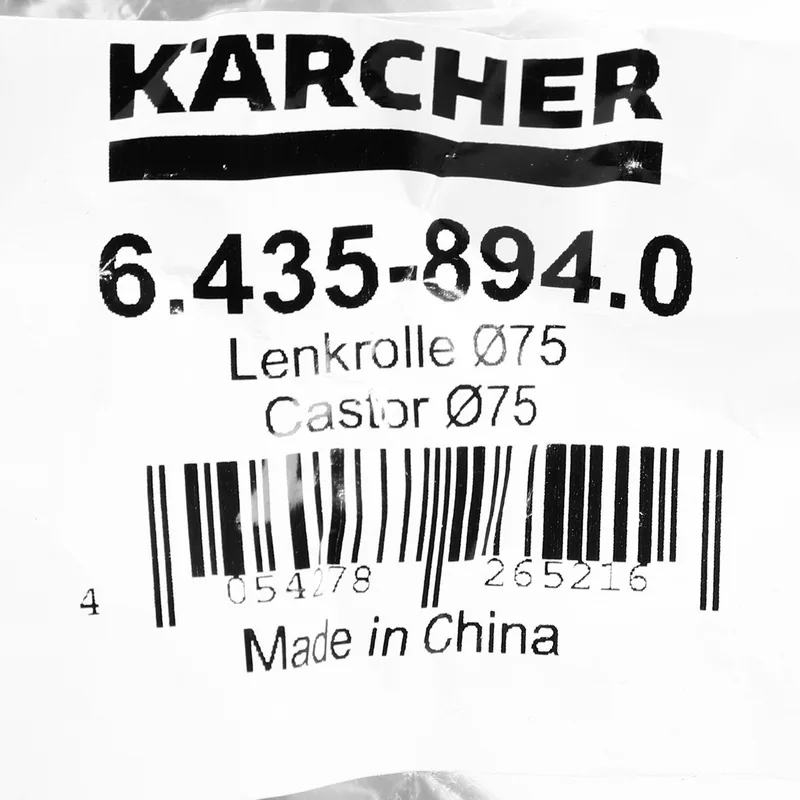 KÄRCHER
6.435-894.0
Lenkrolle Ø75
Castor Ø75
4 054278 265216
Made in China